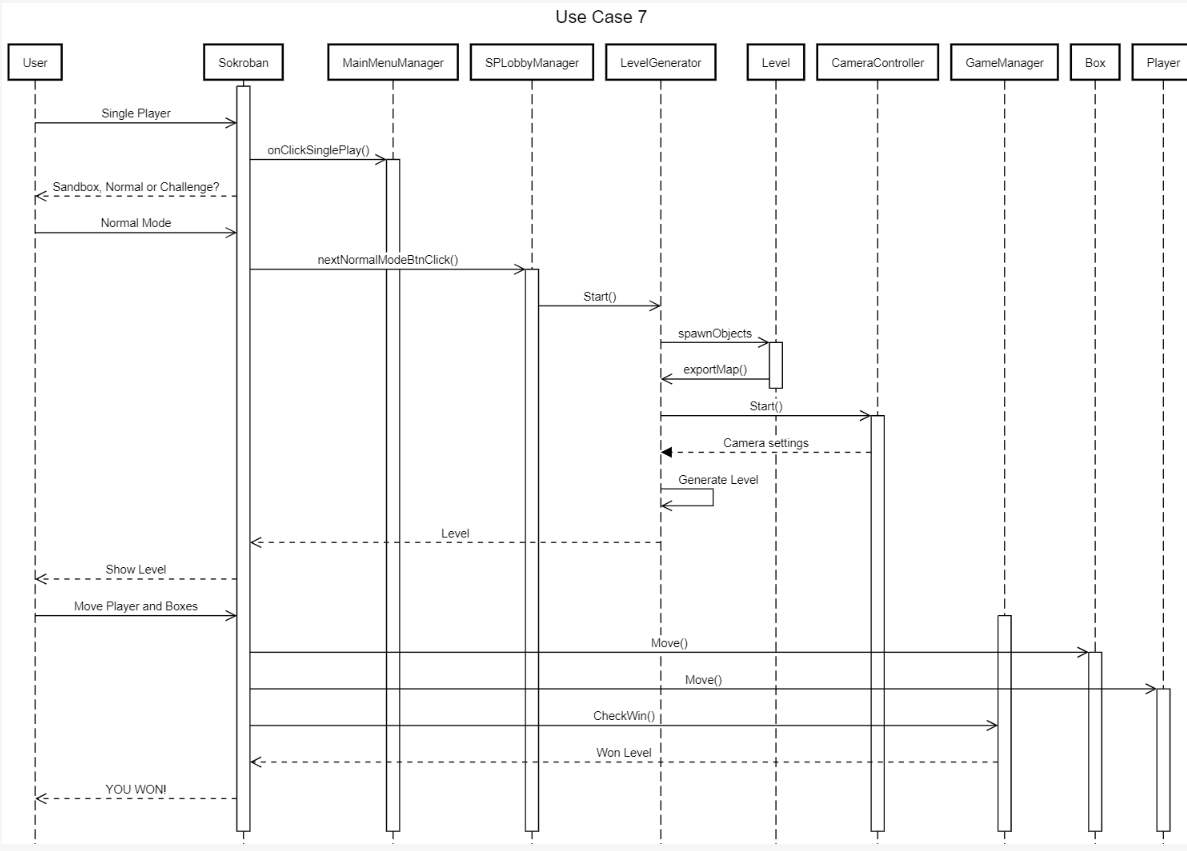 Use Case 7
User
Sokroban
MainMenuManager
SPLobbyManager
LevelGenerator
Level
CameraController
GameManager
Box
Player
Single Player
onClickSinglePlay()
Sandbox, Normal or Challenge?
Normal Mode
nextNormalModeBtnClick()
Start()
spawnObjects
exportMap()
Start()
Camera settings
Generate Level
Level
Show Level
Move Player and Boxes
Move()
Move()
CheckWin()
Won Level
YOU WON!